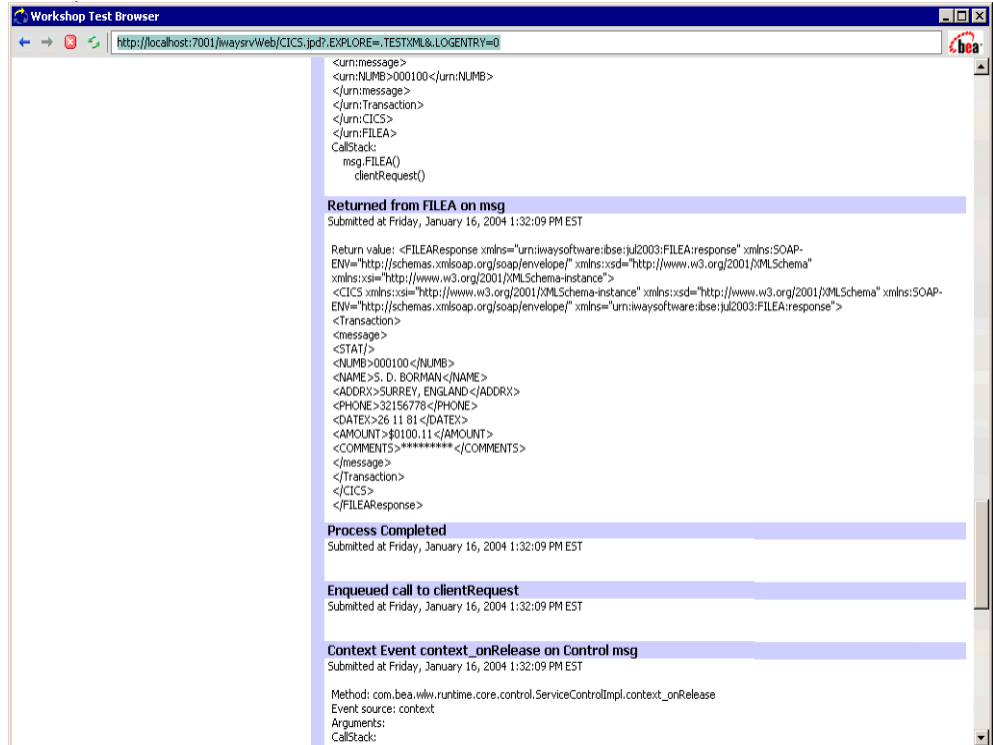 Workshop Test Browser
http://localhost:7001/iwaysrvWeb/CICS.jpd?.EXPLORE=.TESTXML&.LOGENTRY=0
bea
<urn:message>
<urn:NUMB>000100</urn:NUMB>
</urn:message>
</urn:Transaction>
</urn:CICS>
</urn:FILEA>
CallStack:
msg.FILEA()
clientRequest()
Returned from FILEA on msg
Submitted at Friday, January 16, 2004 1:32:09 PM EST
Return value: <FILEAResponse xmlns="urn:iwaysoftware:ibse:jul2003:FILEA:response" xmlns:SOAP-
ENV="http://schemas.xmlsoap.org/soap/envelope/" xmlns:xsd="http://www.w3.org/2001/XMLSchema"
xmlns:xsi="http://www.w3.org/2001/XMLSchema-instance">
<CICS xmlns:xsi="http://www.w3.org/2001/XMLSchema-instance" xmlns:xsd="http://www.w3.org/2001/XMLSchema" xmlns:SOAP-
ENV="http://schemas.xmlsoap.org/soap/envelope/" xmlns="urn:iwaysoftware:ibse:jul2003:FILEA:response">
<Transaction>
<message>
<STAT/>
<NUMB>000100</NUMB>
<NAME>S. D. BORMAN</NAME>
<ADDRX>SURREY, ENGLAND</ADDRX>
<PHONE>32156778</PHONE>
<DATEX>26 11 81</DATEX>
<AMOUNT>$0100.11</AMOUNT>
<COMMENTS>*********</COMMENTS>
</message>
</Transaction>
</CICS>
</FILEAResponse>
Process Completed
Submitted at Friday, January 16, 2004 1:32:09 PM EST
Enqueued call to clientRequest
Submitted at Friday, January 16, 2004 1:32:09 PM EST
Context Event context_onRelease on Control msg
Submitted at Friday, January 16, 2004 1:32:09 PM EST
Method: com.bea.wlw.runtime.core.control.ServiceControlImpl.context_onRelease
Event source: context
Arguments:
CallStack: